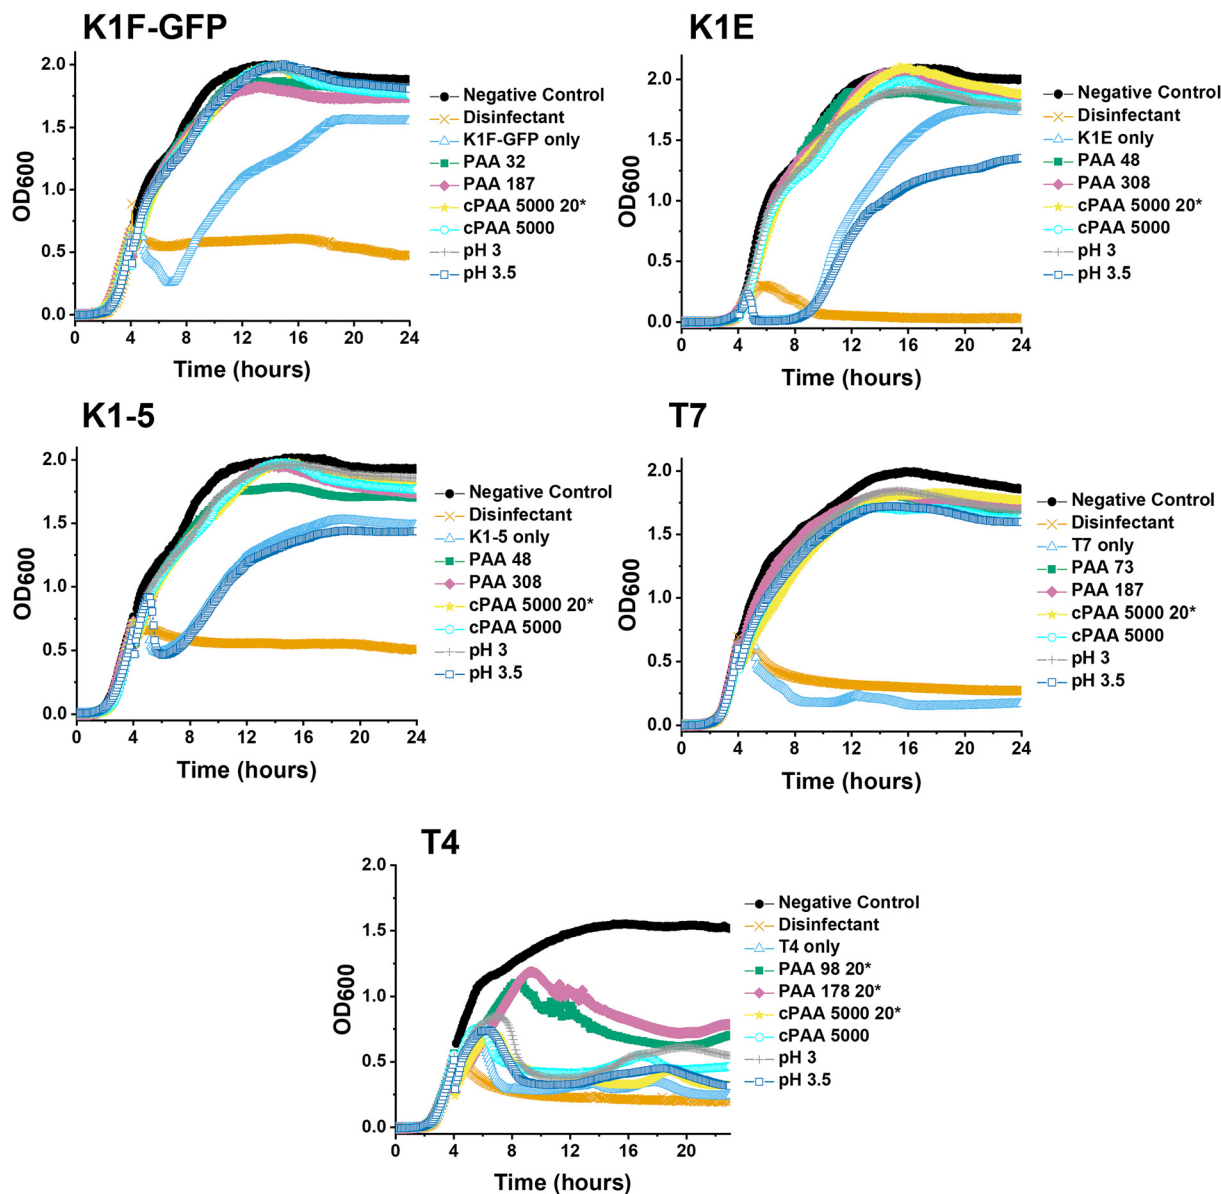 K1F-GFP
OD600
2.0
1.5
1.0
0.5
0.0
0 4 8 12 16 20 24
Time (hours)
Negative Control
Disinfectant
K1F-GFP only
PAA 32
PAA 187
cPAA 5000 20*
cPAA 5000
pH 3
pH 3.5
K1E
OD600
2.0
1.5
1.0
0.5
0.0
0 4 8 12 16 20 24
Time (hours)
Negative Control
Disinfectant
K1E only
PAA 48
PAA 308
cPAA 5000 20*
cPAA 5000
pH 3
pH 3.5
K1-5
OD600
2.0
1.5
1.0
0.5
0.0
0 4 8 12 16 20 24
Time (hours)
Negative Control
Disinfectant
K1-5 only
PAA 48
PAA 308
cPAA 5000 20*
cPAA 5000
pH 3
pH 3.5
T7
OD600
2.0
1.5
1.0
0.5
0.0
0 4 8 12 16 20 24
Time (hours)
Negative Control
Disinfectant
T7 only
PAA 73
PAA 187
cPAA 5000 20*
cPAA 5000
pH 3
pH 3.5
T4
OD600
2.0
1.5
1.0
0.5
0.0
0 4 8 12 16 20
Time (hours)
Negative Control
Disinfectant
T4 only
PAA 98 20*
PAA 178 20*
cPAA 5000 20*
cPAA 5000
pH 3
pH 3.5